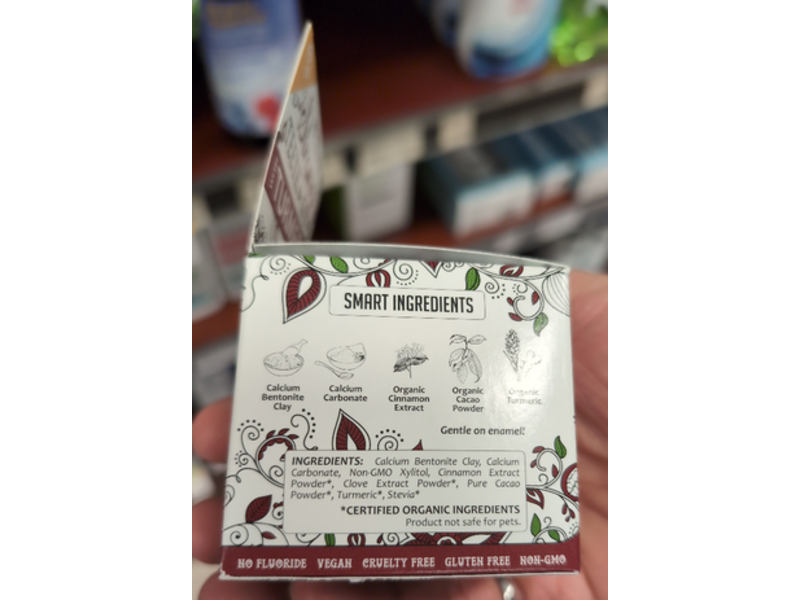 SMART INGREDIENTS
Calcium Bentonite Clay
Calcium Carbonate
Organic Cinnamon Extract
Organic Cacao Powder
Organic Turmeric
Gentle on enamel!
INGREDIENTS: Calcium Bentonite Clay, Calcium
Carbonate, Non-GMO Xylitol, Cinnamon Extract
Powder*, Clove Extract Powder*, Pure Cacao
Powder*, Turmeric*, Stevia*
*CERTIFIED ORGANIC INGREDIENTS
Product not safe for pets.
NO FLUORIDE VEGAN CRUELTY FREE GLUTEN FREE NON-GMO